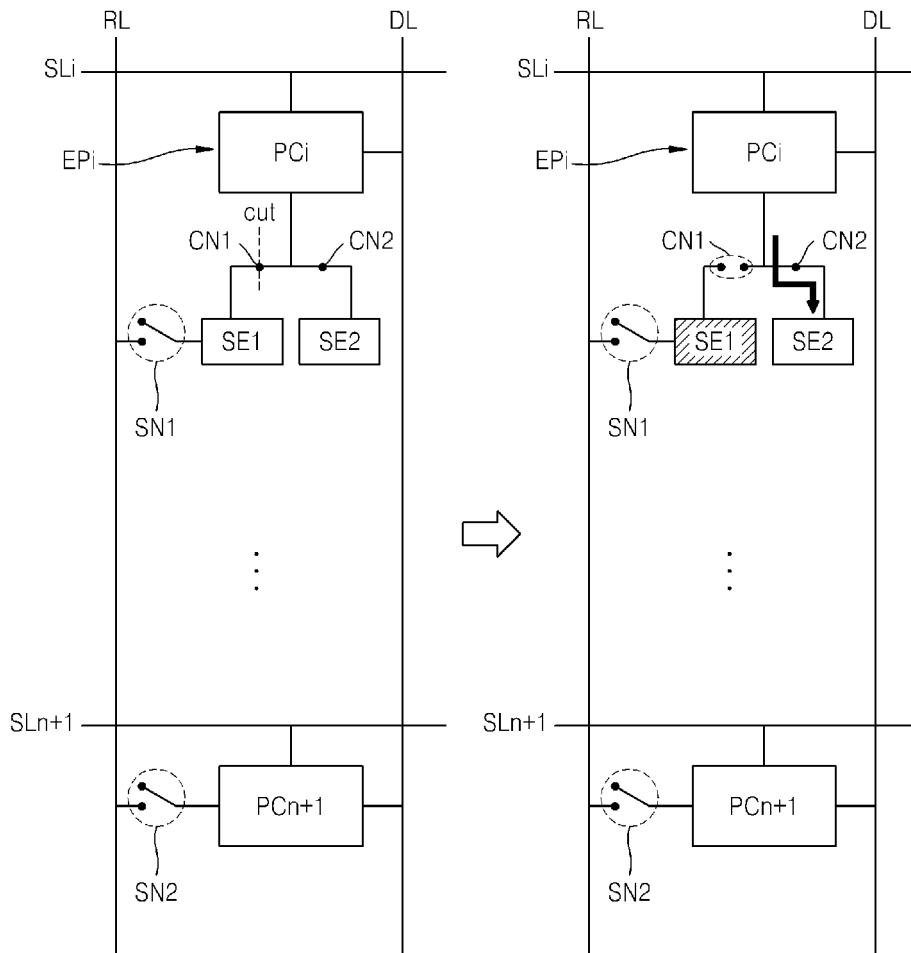 RL
DL
SLi
PCi
EPi
cut
CN1
CN2
SE1
SE2
SN1
SLn+1
PCn+1
SN2
RL
DL
SLi
PCi
EPi
CN1
CN2
SE1
SE2
SN1
SLn+1
PCn+1
SN2